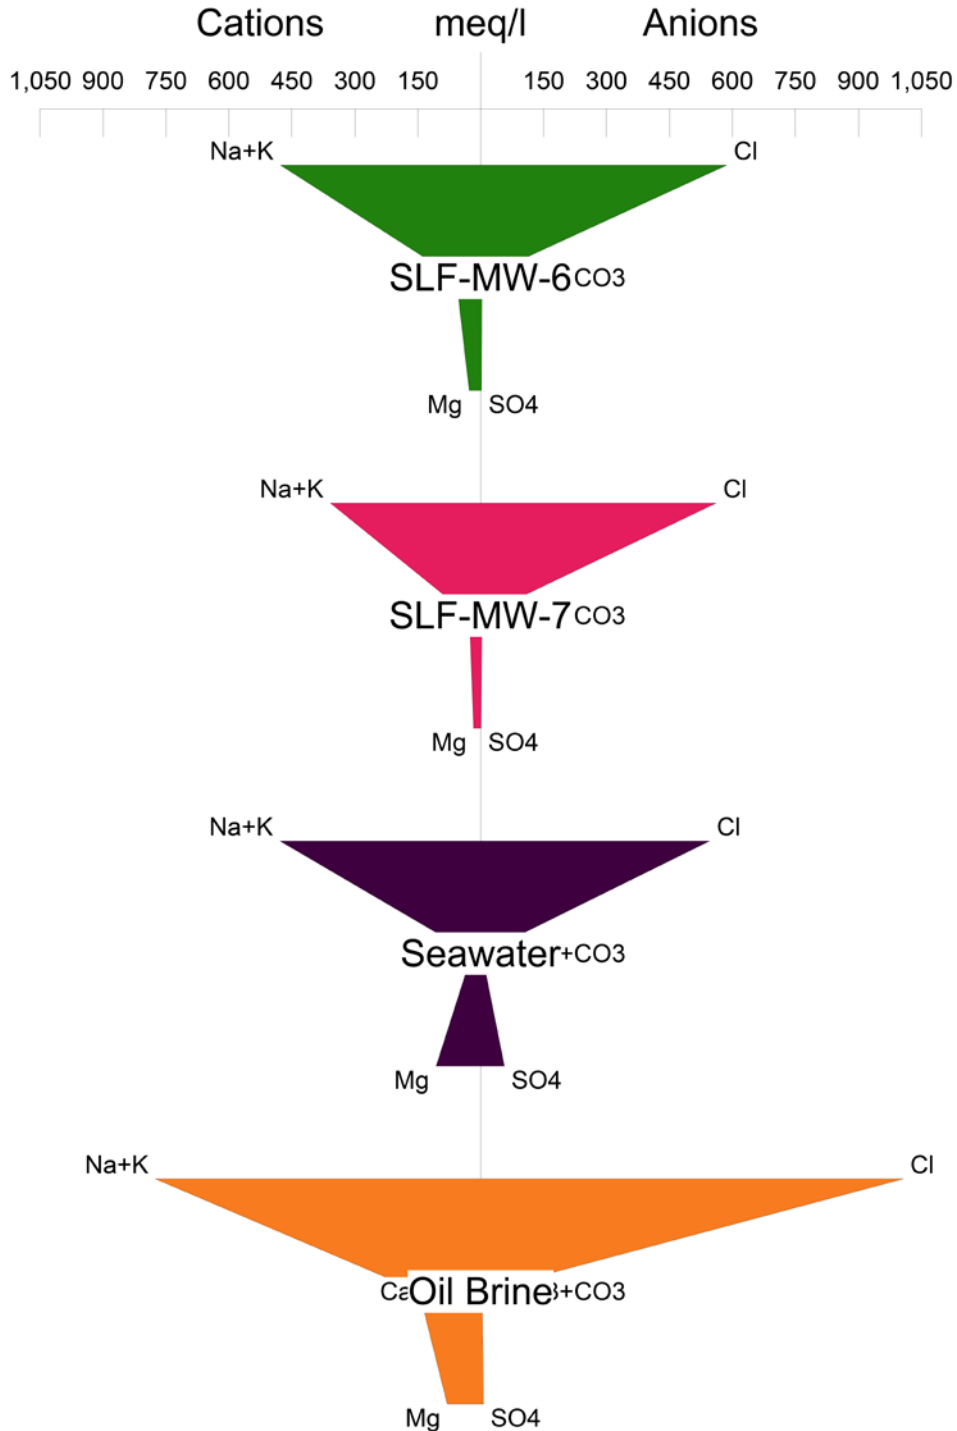 Cations meq/l Anions
1,050 900 750 600 450 300 150 150 300 450 600 750 900 1,050
Na+K Cl
SLF-MW-6 CO3
Mg SO4
Na+K Cl
SLF-MW-7 CO3
Mg SO4
Na+K Cl
Seawater +CO3
Mg SO4
Na+K Cl
Ca Oil Brine +CO3
Mg SO4